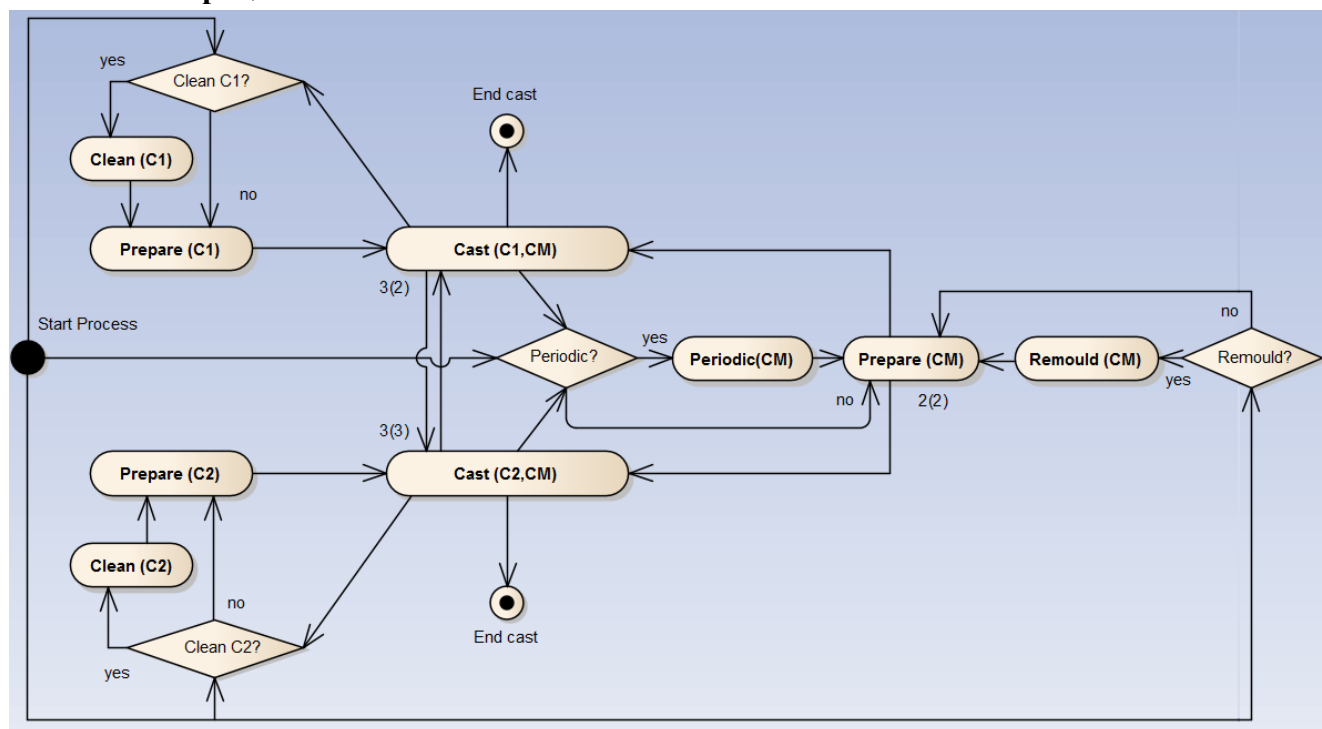 yes
Clean C1?
End cast
Clean (C1)
no
Prepare (C1)
Cast (C1,CM)
3(2)
Start Process
no
Periodic?
yes
Periodic(CM)
Prepare (CM)
Remould (CM)
Remould?
yes
no
2(2)
3(3)
Prepare (C2)
Cast (C2,CM)
Clean (C2)
no
End cast
Clean C2?
yes